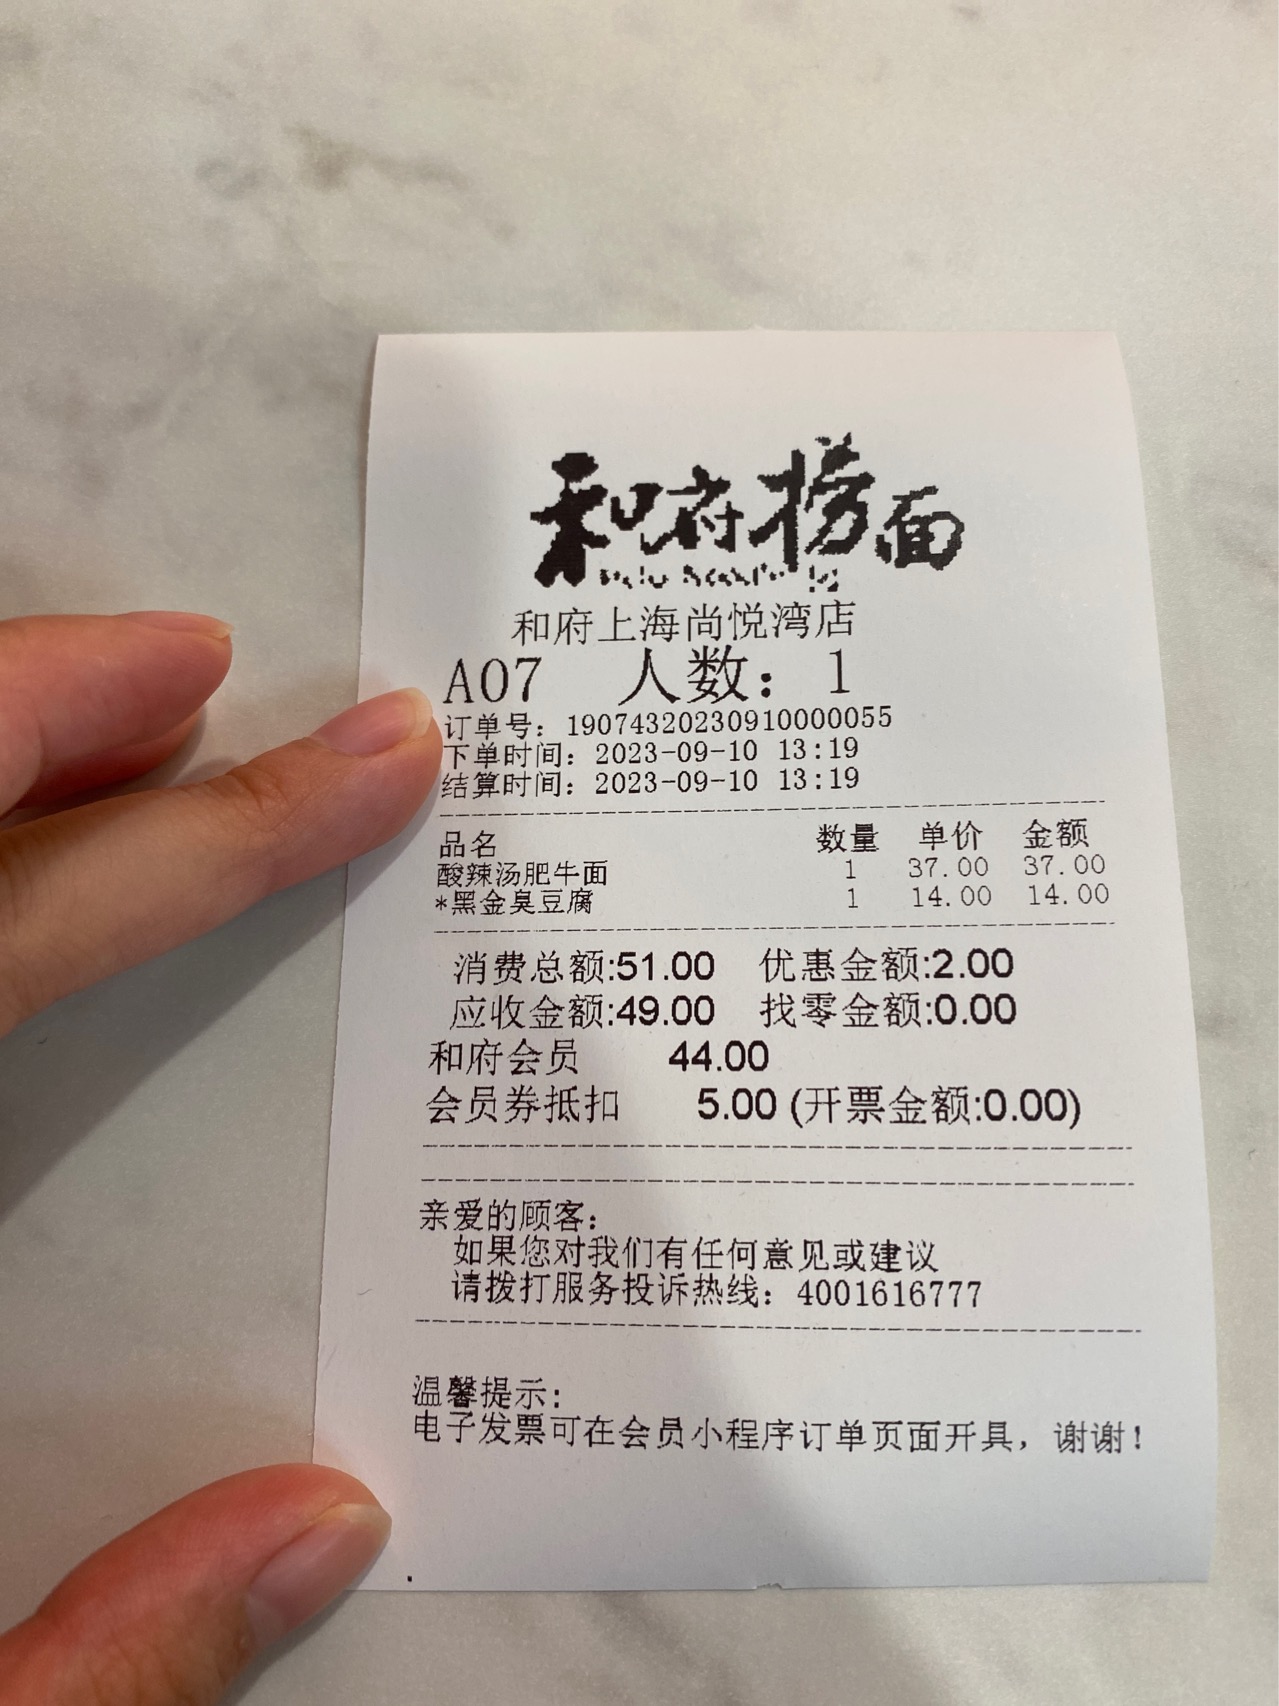 和府捞面
和府上海尚悦湾店
A07 人数: 1
订单号: 19074320230910000055
下单时间: 2023-09-10 13:19
结算时间: 2023-09-10 13:19
品名 数量 单价 金额
酸辣汤肥牛面 1 37.00 37.00
*黑金臭豆腐 1 14.00 14.00
消费总额:51.00 优惠金额:2.00
应收金额:49.00 找零金额:0.00
和府会员 44.00
会员券抵扣 5.00 (开票金额:0.00)
亲爱的顾客:
如果您对我们有任何意见或建议
请拨打服务投诉热线: 4001616777
温馨提示:
电子发票可在会员小程序订单页面开具, 谢谢!